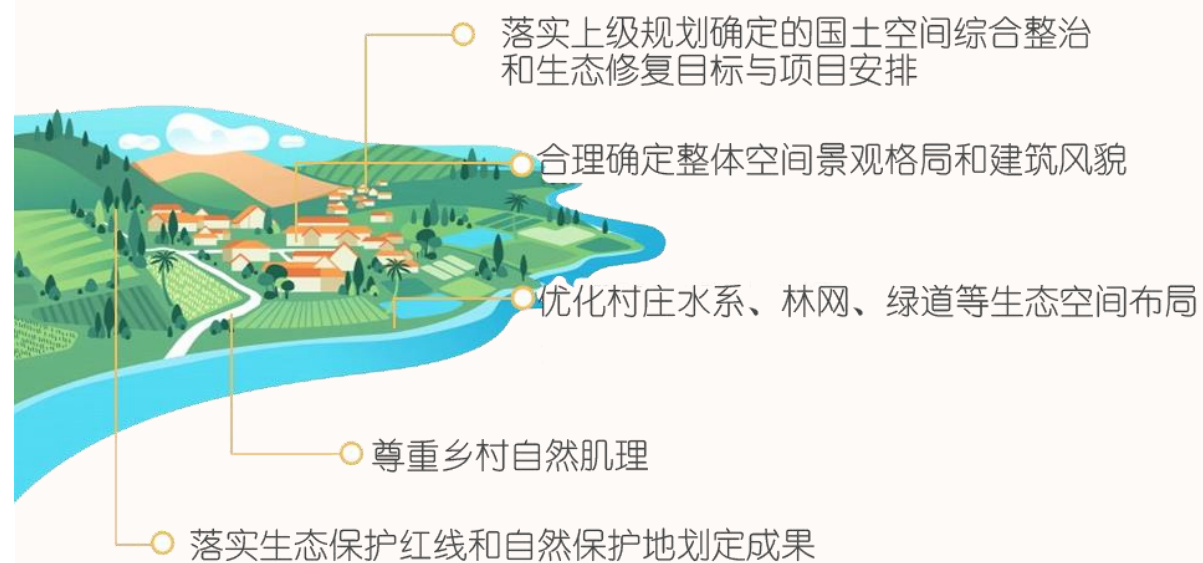 落实上级规划确定的国土空间综合整治
和生态修复目标与项目安排
合理确定整体空间景观格局和建筑风貌
优化村庄水系、林网、绿道等生态空间布局
尊重乡村自然肌理
落实生态保护红线和自然保护地划定成果